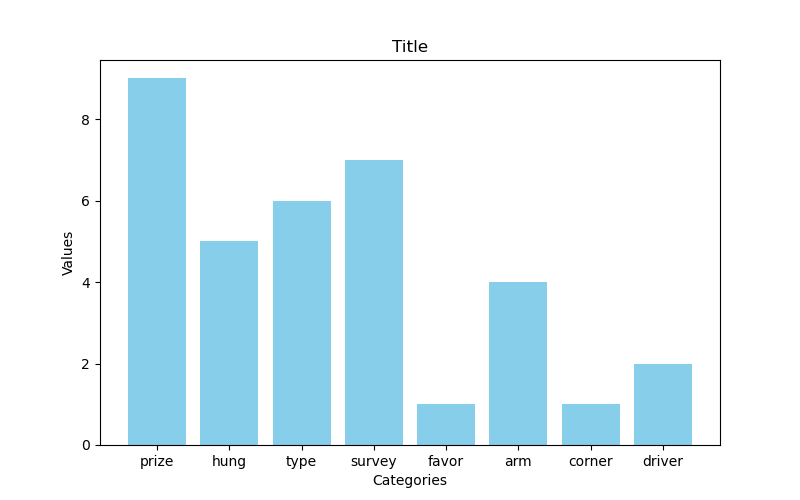 Title
Values
8
6
4
2
0
prize hung type survey favor arm corner driver
Categories